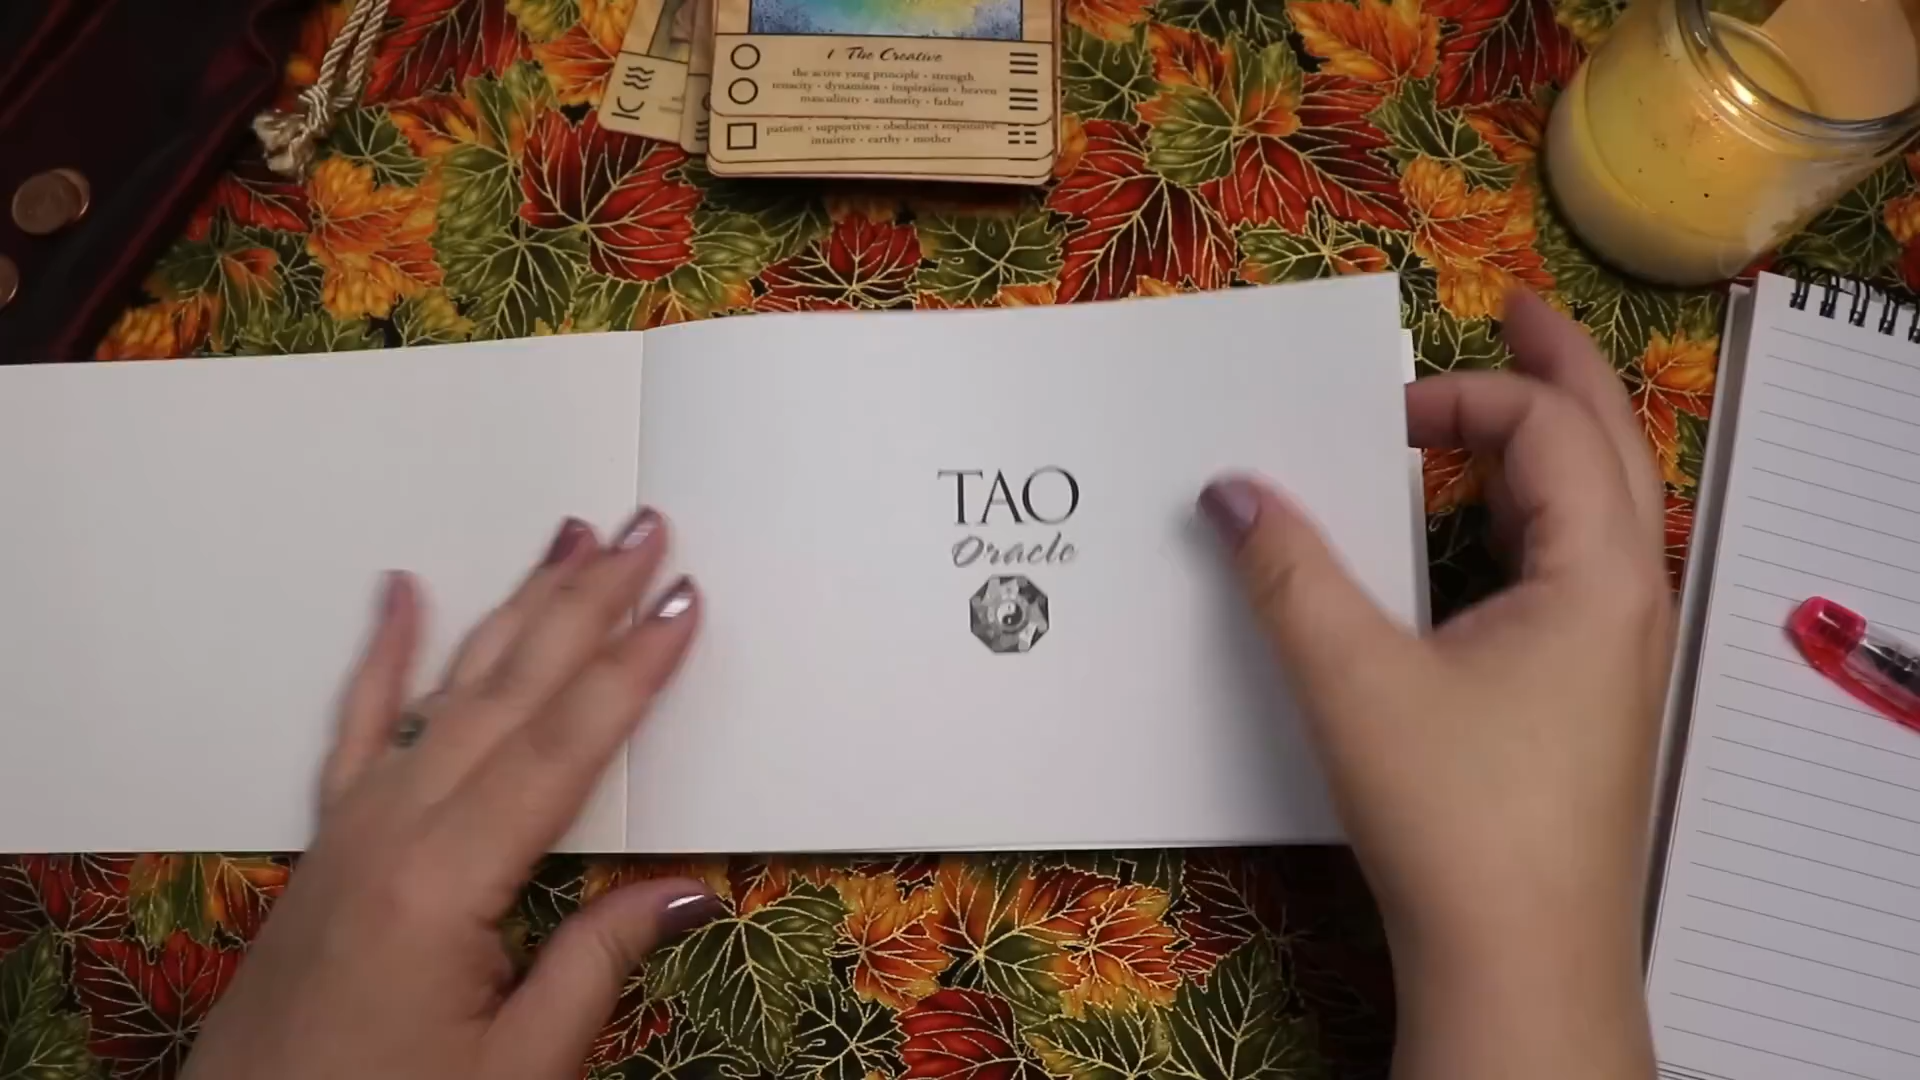 1 The Creative
the active yang principle • strength
tenacity • dynamism • inspiration • heaven
masculinity • authority • father
patient • supportive • obedient • responsive
intuitive • earthy • mother
TAO
Oracle